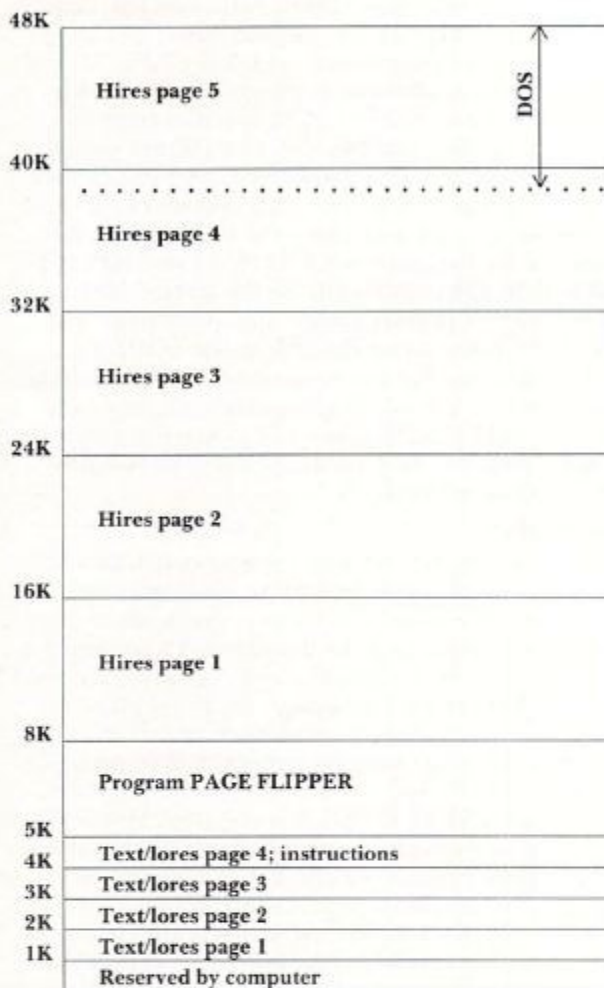 48K
Hires page 5
DOS
40K
Hires page 4
32K
Hires page 3
24K
Hires page 2
16K
Hires page 1
8K
Program PAGE FLIPPER
5K
Text/lores page 4; instructions
4K
Text/lores page 3
3K
Text/lores page 2
2K
Text/lores page 1
1K
Reserved by computer